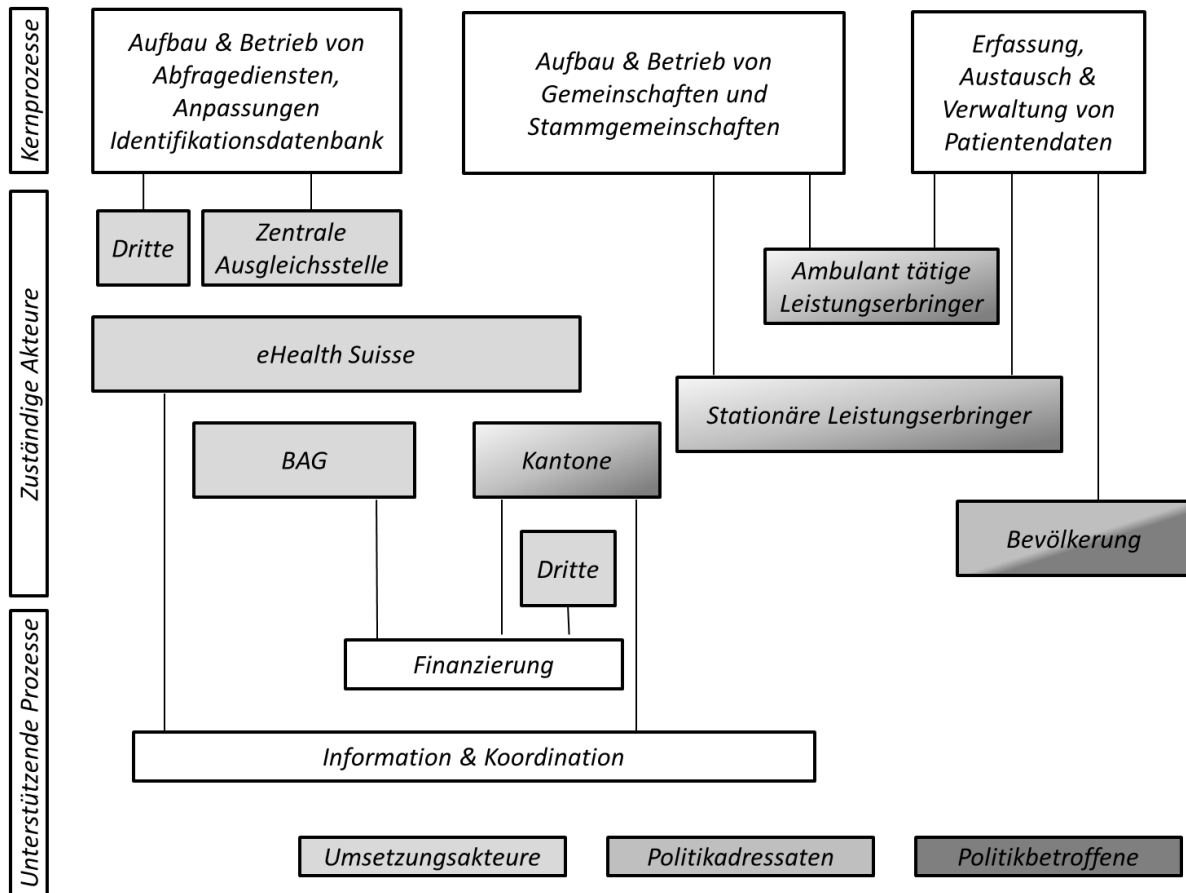 Kernprozesse
Aufbau & Betrieb von
Abfragediensten,
Anpassungen
Identifikationsdatenbank
Aufbau & Betrieb von
Gemeinschaften und
Stammgemeinschaften
Erfassung,
Austausch &
Verwaltung von
Patientendaten
Zuständige Akteure
Dritte
Zentrale
Ausgleichsstelle
Ambulant tätige
Leistungserbringer
eHealth Suisse
Stationäre Leistungserbringer
BAG
Kantone
Bevölkerung
Dritte
Unterstützende Prozesse
Finanzierung
Information & Koordination
Umsetzungsakteure
Politikadressaten
Politikbetroffene